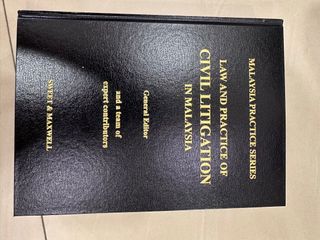 MALAYSIA PRACTICE SERIES
LAW AND PRACTICE OF
CIVIL LITIGATION
IN MALAYSIA
General Editor
and a team of
expert contributors
SWEET & MAXWELL